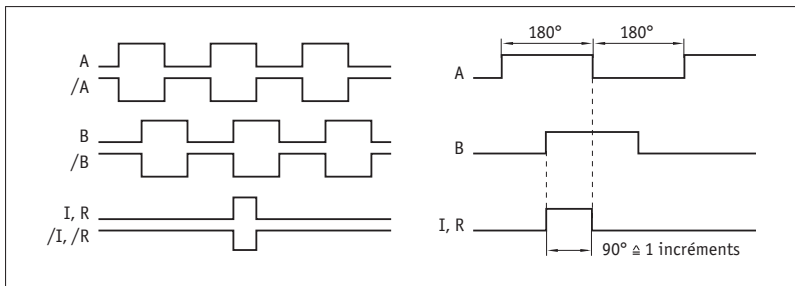 A
/A
B
/B
I, R
/I, /R
180° 180°
A
B
I, R
90° ≙ 1 incréments